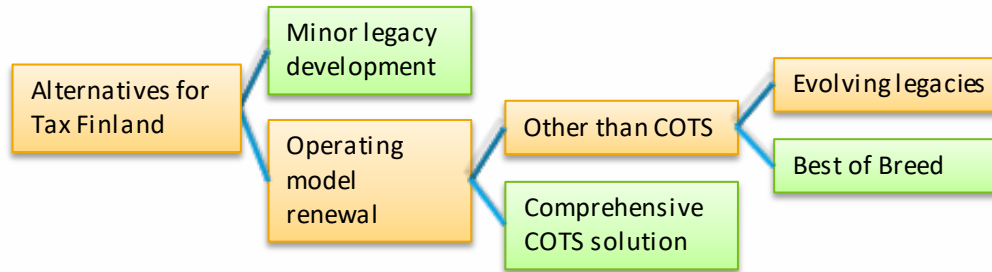 Alternatives for
Tax Finland
Minor legacy
development
Operating
model
renewal
Other than COTS
Comprehensive
COTS solution
Evolving legacies
Best of Breed